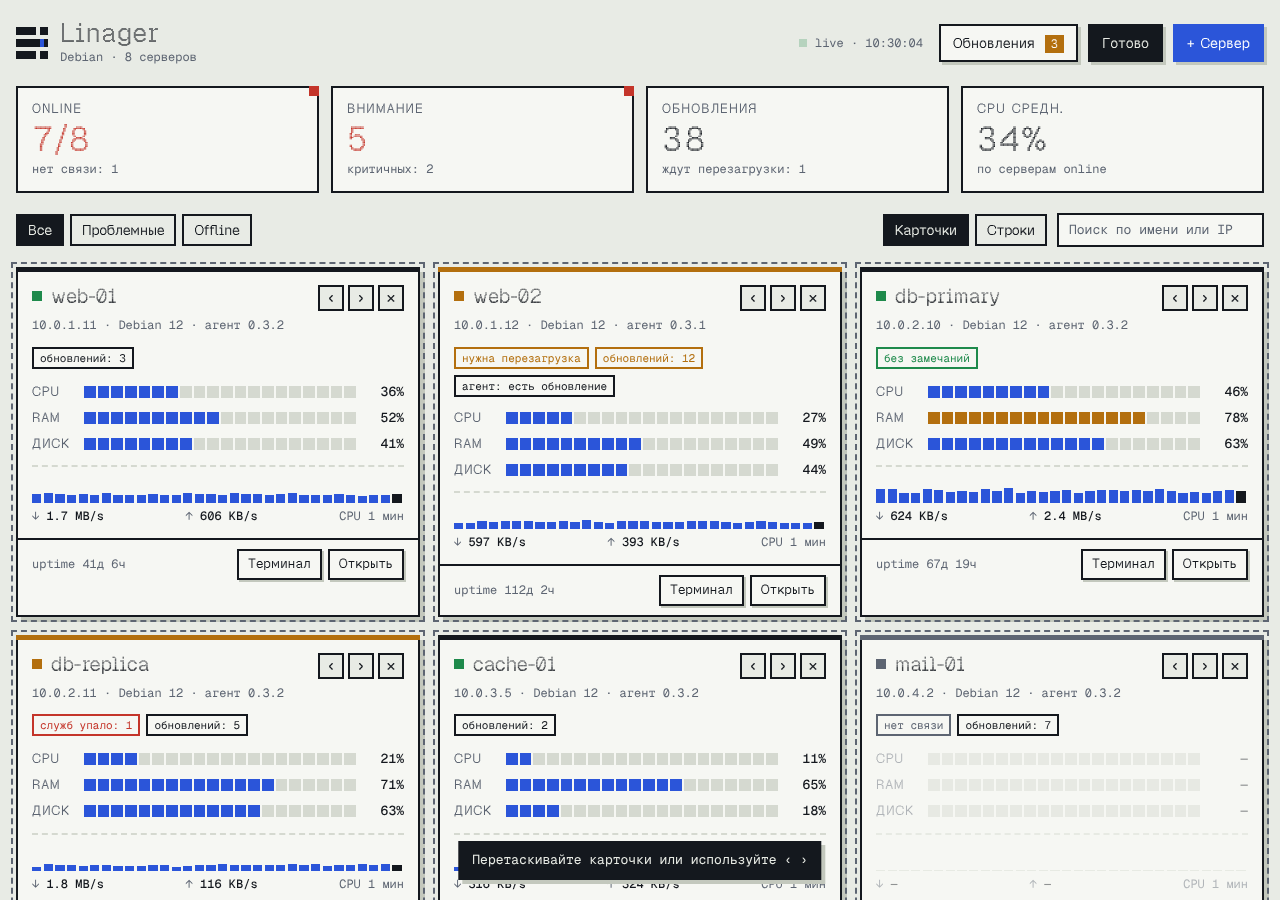 Linager
Debian · 8 серверов
live · 10:30:04
Обновления 3
Готово
+ Сервер
ONLINE
7/8
нет связи: 1
ВНИМАНИЕ
5
критичных: 2
ОБНОВЛЕНИЯ
38
ждут перезагрузки: 1
CPU СРЕДН.
34%
по серверам online
Все
Проблемные
Offline
Карточки
Строки
Поиск по имени или IP
web-01
‹ › ×
10.0.1.11 · Debian 12 · агент 0.3.2
обновлений: 3
CPU 36%
RAM 52%
ДИСК 41%
↓ 1.7 MB/s ↑ 606 KB/s CPU 1 мин
uptime 41д 6ч Терминал Открыть
web-02
‹ › ×
10.0.1.12 · Debian 12 · агент 0.3.1
нужна перезагрузка обновлений: 12
агент: есть обновление
CPU 27%
RAM 49%
ДИСК 44%
↓ 597 KB/s ↑ 393 KB/s CPU 1 мин
uptime 112д 2ч Терминал Открыть
db-primary
‹ › ×
10.0.2.10 · Debian 12 · агент 0.3.2
без замечаний
CPU 46%
RAM 78%
ДИСК 63%
↓ 624 KB/s ↑ 2.4 MB/s CPU 1 мин
uptime 67д 19ч Терминал Открыть
db-replica
‹ › ×
10.0.2.11 · Debian 12 · агент 0.3.2
служб упало: 1 обновлений: 5
CPU 21%
RAM 71%
ДИСК 63%
↓ 1.8 MB/s ↑ 116 KB/s CPU 1 мин
cache-01
‹ › ×
10.0.3.5 · Debian 12 · агент 0.3.2
обновлений: 2
CPU 11%
RAM 65%
ДИСК 18%
Перетаскивайте карточки или используйте ‹ ›
↓ 316 KB/s ↑ 324 KB/s CPU 1 мин
mail-01
‹ › ×
10.0.4.2 · Debian 12 · агент 0.3.2
нет связи обновлений: 7
CPU —
RAM —
ДИСК —
↓ — ↑ — CPU 1 мин